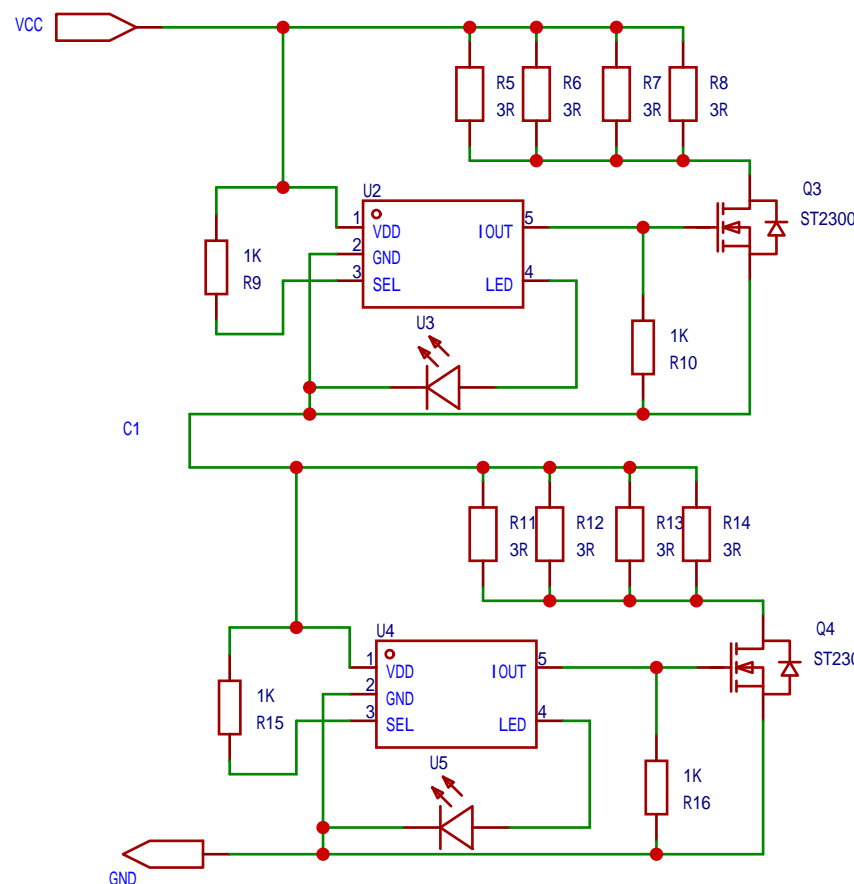 VCC
R5
3R
R6
3R
R7
3R
R8
3R
U2
1
VDD
2
GND
3
SEL
IOUT
5
LED
4
Q3
ST2300
1K
R9
U3
1K
R10
C1
R11
3R
R12
3R
R13
3R
R14
3R
U4
1
VDD
2
GND
3
SEL
IOUT
5
LED
4
Q4
ST230
1K
R15
U5
1K
R16
GND